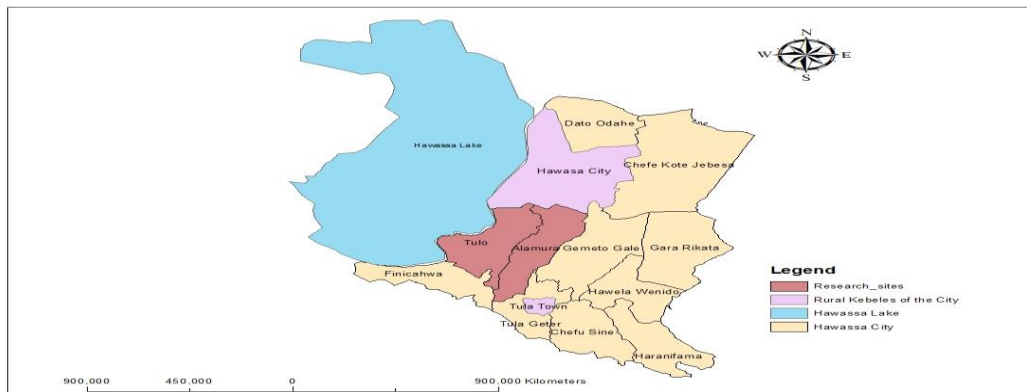 N
W E
S
Dato Odahe
Hawassa Lake
Chefe Kote Jebesa
Hawasa City
Tulo
Alamura
Gemeto Gale
Gara Rikata
Finicahwa
Hawela Wenido
Tula Town
Tula Geter
Chefu Sine
Haranifama
Legend
Research_sites
Rural Kebeles of the City
Hawassa Lake
Hawassa City
900,000 450,000 0 900,000 Kilometers